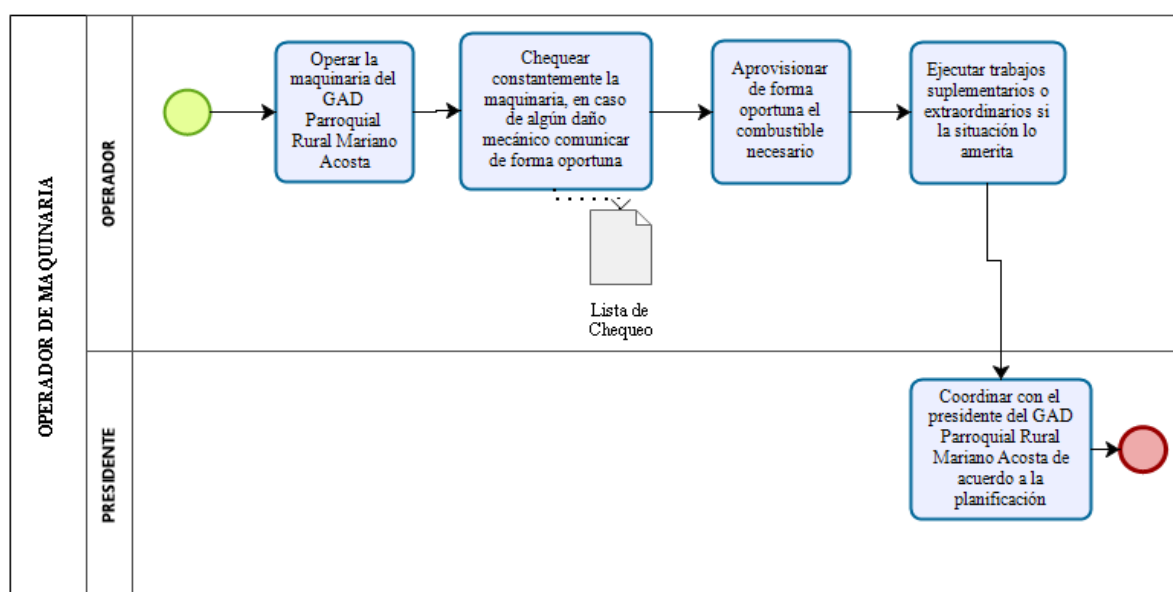 OPERADOR DE MAQUINARIA
OPERADOR
Operar la
maquinaria del
GAD
Parroquial
Rural Mariano
Acosta
Chequear
constantemente la
maquinaria, en caso
de algún daño
mecánico comunicar
de forma oportuna
Lista de
Chequeo
Aprovisionar
de forma
oportuna el
combustible
necesario
Ejecutar trabajos
suplementarios o
extraordinarios si
la situación lo
amerita
PRESIDENTE
Coordinar con el
presidente del GAD
Parroquial Rural
Mariano Acosta de
acuerdo a la
planificación